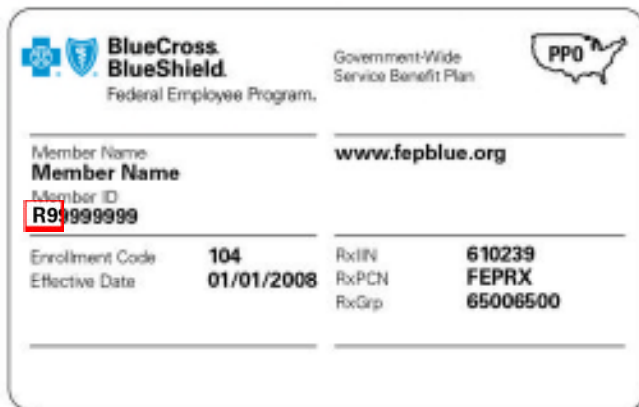 BlueCross
BlueShield
Federal Employee Program.
Government-Wide
Service Benefit Plan
PPO
Member Name
Member Name
Member ID
R99999999
www.fepblue.org
Enrollment Code 104
Effective Date 01/01/2008
RxIIN 610239
RxPCN FEPRX
RxGrp 65006500